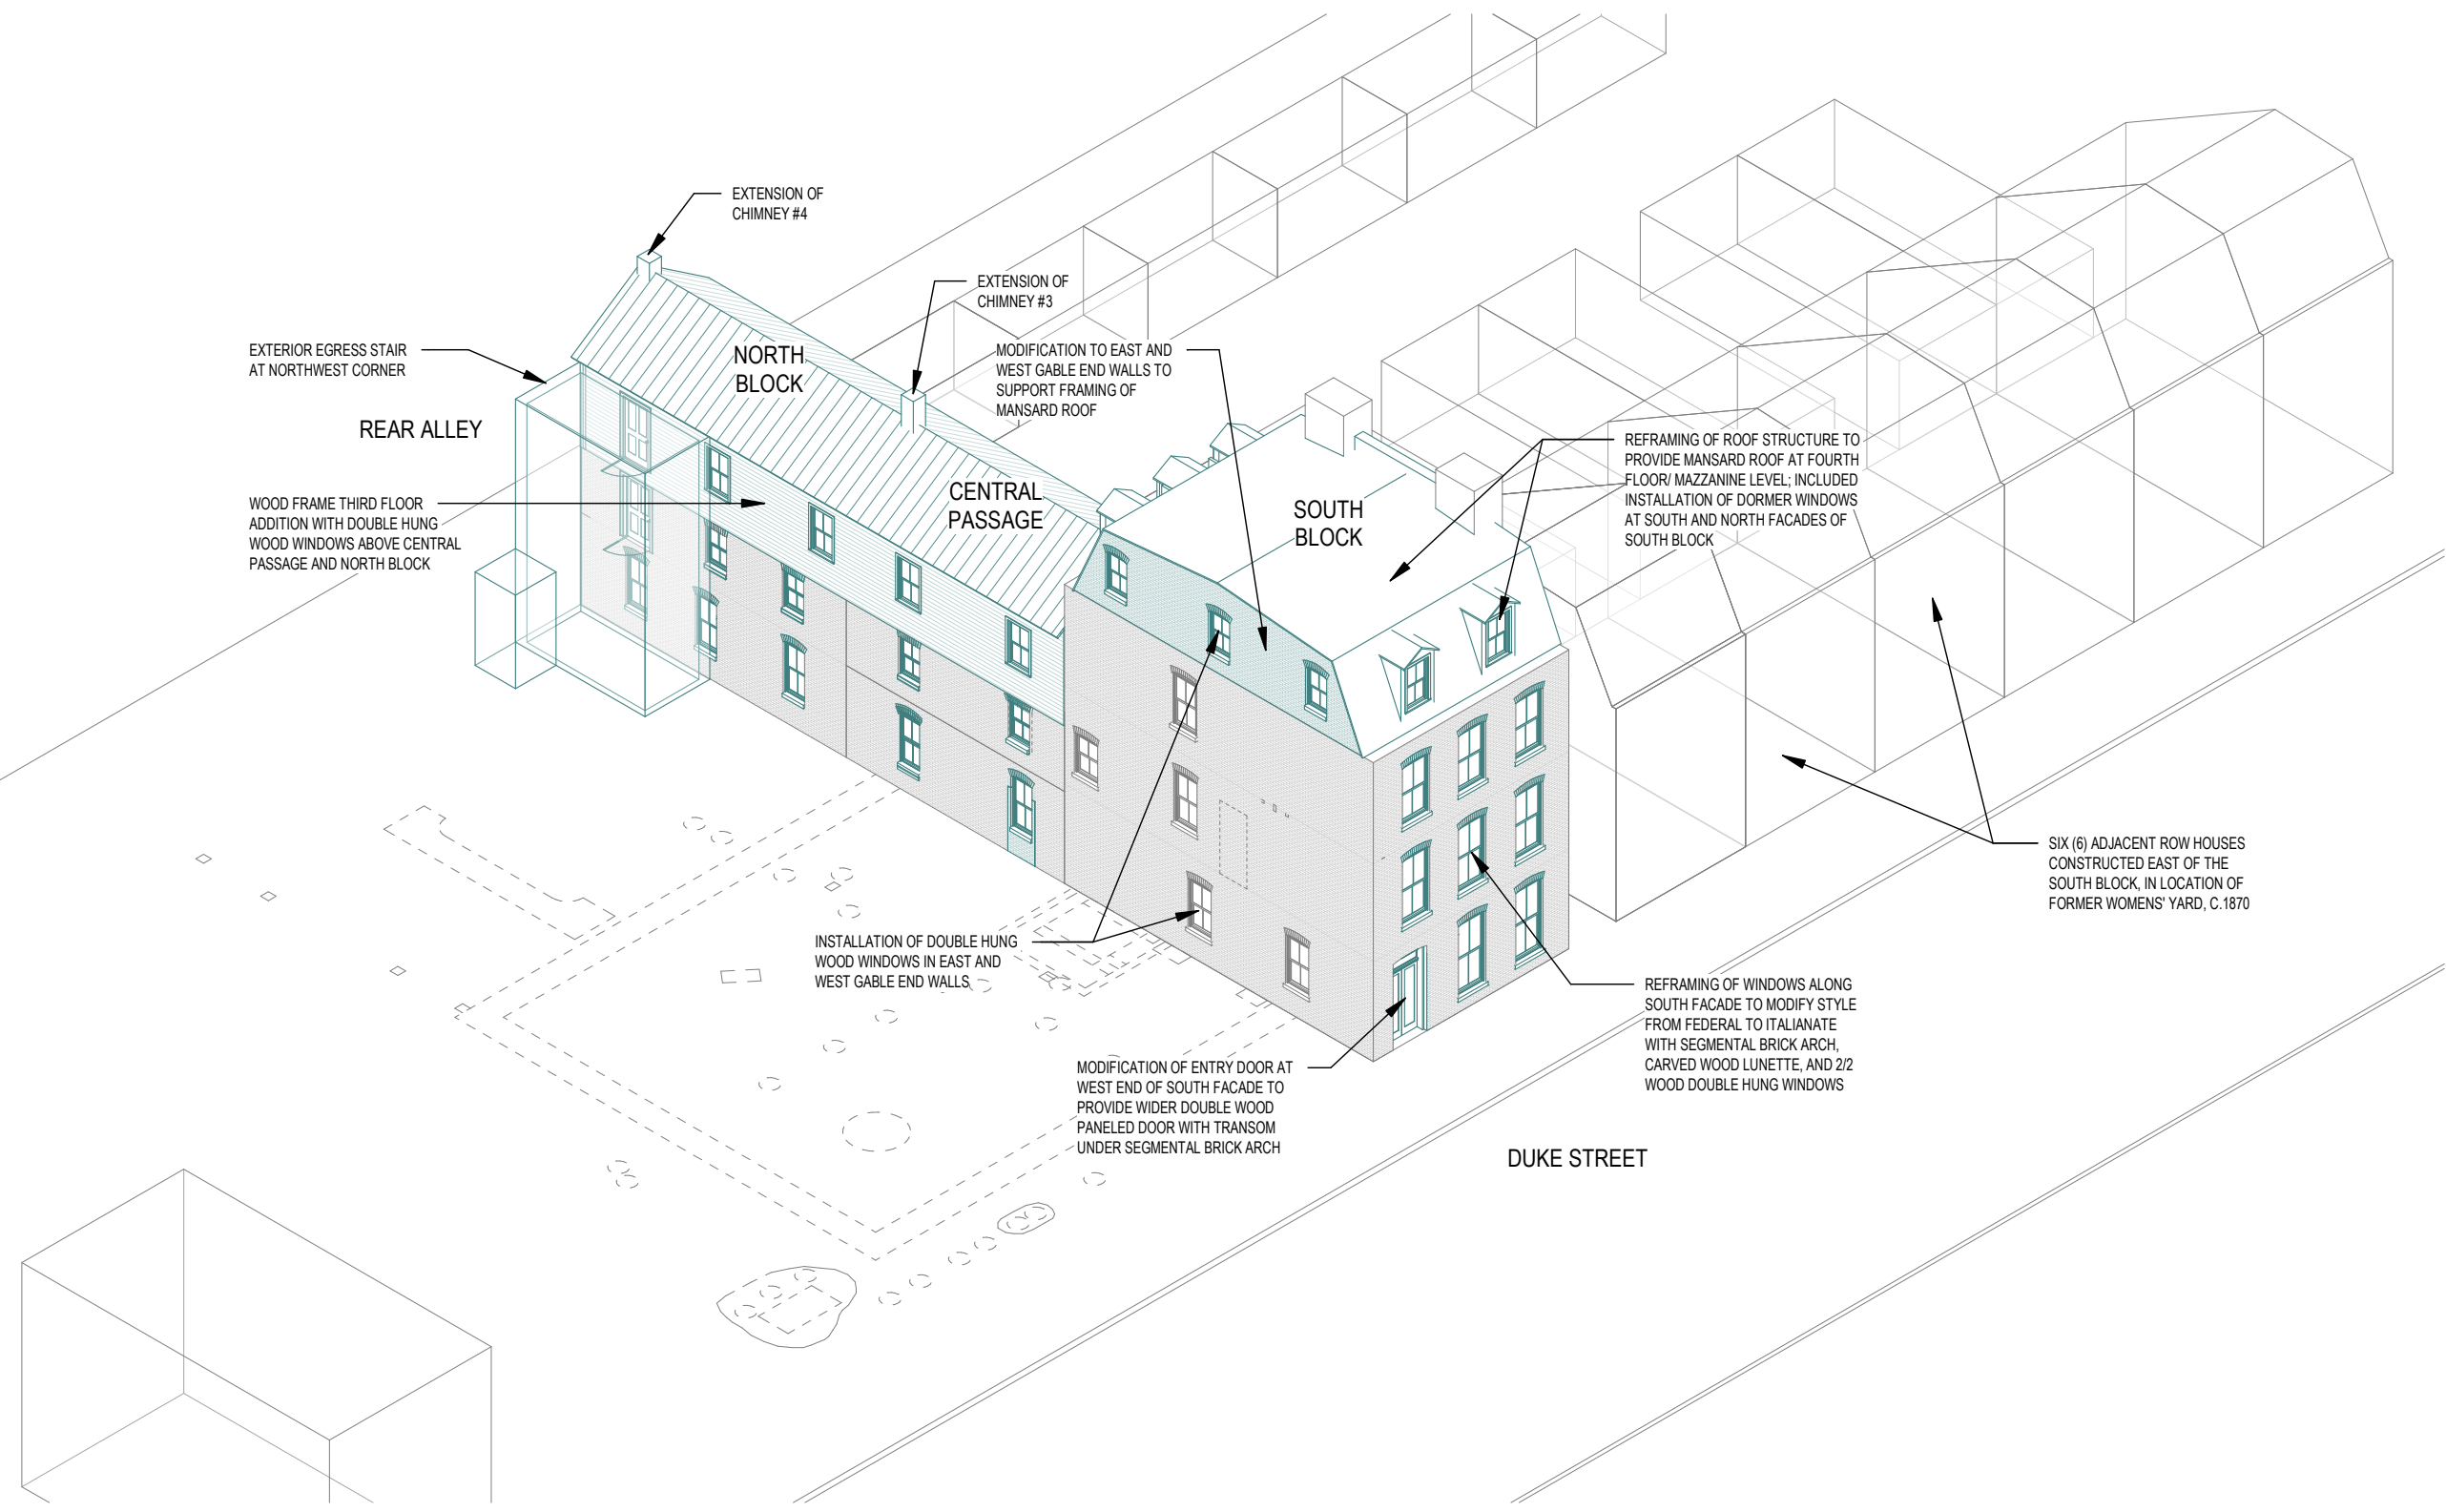 EXTENSION OF
CHIMNEY #4
EXTENSION OF
CHIMNEY #3
EXTERIOR EGRESS STAIR
AT NORTHWEST CORNER
NORTH
BLOCK
MODIFICATION TO EAST AND
WEST GABLE END WALLS TO
SUPPORT FRAMING OF
MANSARD ROOF
REAR ALLEY
REFRAMING OF ROOF STRUCTURE TO
PROVIDE MANSARD ROOF AT FOURTH
FLOOR/ MAZZANINE LEVEL; INCLUDED
INSTALLATION OF DORMER WINDOWS
AT SOUTH AND NORTH FACADES OF
SOUTH BLOCK
WOOD FRAME THIRD FLOOR
ADDITION WITH DOUBLE HUNG
WOOD WINDOWS ABOVE CENTRAL
PASSAGE AND NORTH BLOCK
CENTRAL
PASSAGE
SOUTH
BLOCK
SIX (6) ADJACENT ROW HOUSES
CONSTRUCTED EAST OF THE
SOUTH BLOCK, IN LOCATION OF
FORMER WOMENS' YARD, C.1870
INSTALLATION OF DOUBLE HUNG
WOOD WINDOWS IN EAST AND
WEST GABLE END WALLS
REFRAMING OF WINDOWS ALONG
SOUTH FACADE TO MODIFY STYLE
FROM FEDERAL TO ITALIANATE
WITH SEGMENTAL BRICK ARCH,
CARVED WOOD LUNETTE, AND 2/2
WOOD DOUBLE HUNG WINDOWS
MODIFICATION OF ENTRY DOOR AT
WEST END OF SOUTH FACADE TO
PROVIDE WIDER DOUBLE WOOD
PANELED DOOR WITH TRANSOM
UNDER SEGMENTAL BRICK ARCH
DUKE STREET